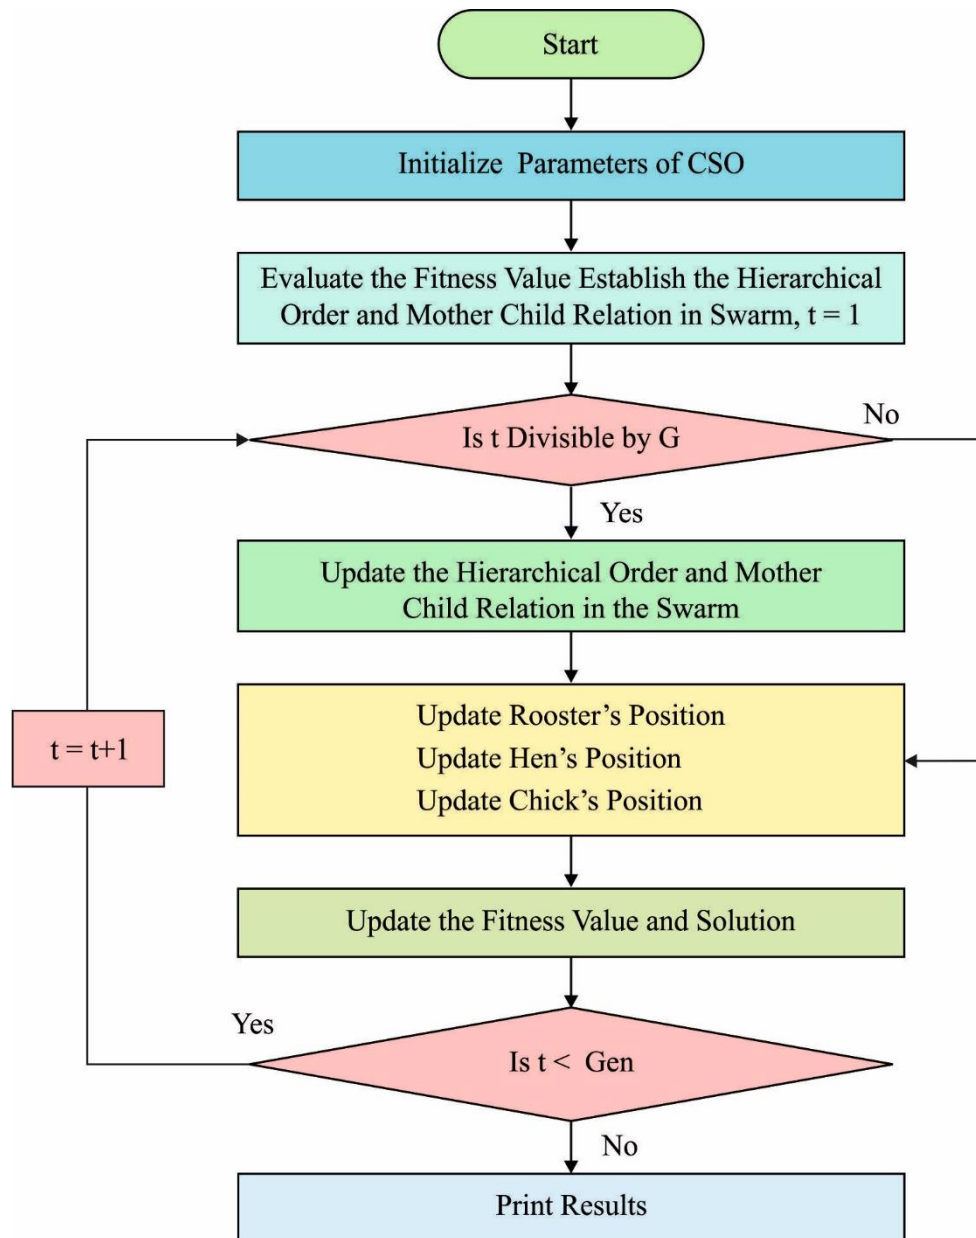 Start
Initialize Parameters of CSO
Evaluate the Fitness Value Establish the Hierarchical
Order and Mother Child Relation in Swarm, t = 1
Is t Divisible by G
No
Yes
Update the Hierarchical Order and Mother
Child Relation in the Swarm
Update Rooster’s Position
Update Hen’s Position
Update Chick’s Position
t = t+1
Update the Fitness Value and Solution
Yes
Is t < Gen
No
Print Results